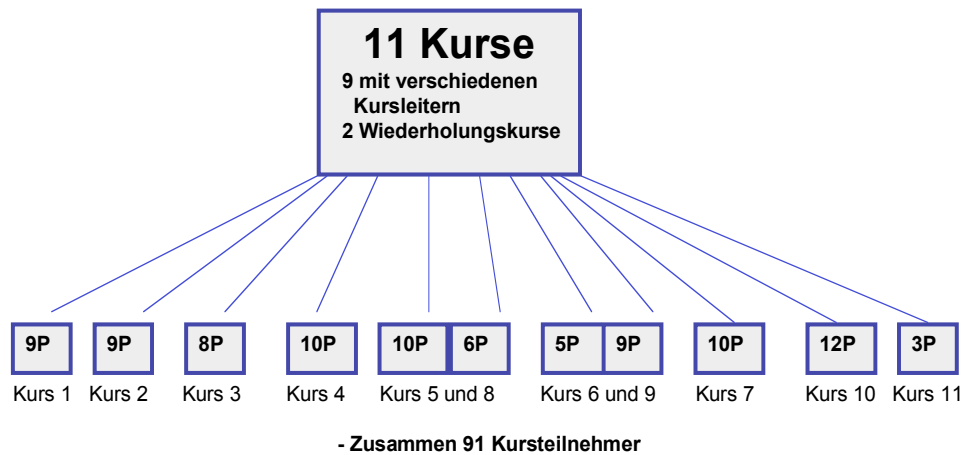 11 Kurse
9 mit verschiedenen
Kursleitern
2 Wiederholungskurse
9P 9P 8P 10P 10P 6P 5P 9P 10P 12P 3P
Kurs 1 Kurs 2 Kurs 3 Kurs 4 Kurs 5 und 8 Kurs 6 und 9 Kurs 7 Kurs 10 Kurs 11
- Zusammen 91 Kursteilnehmer